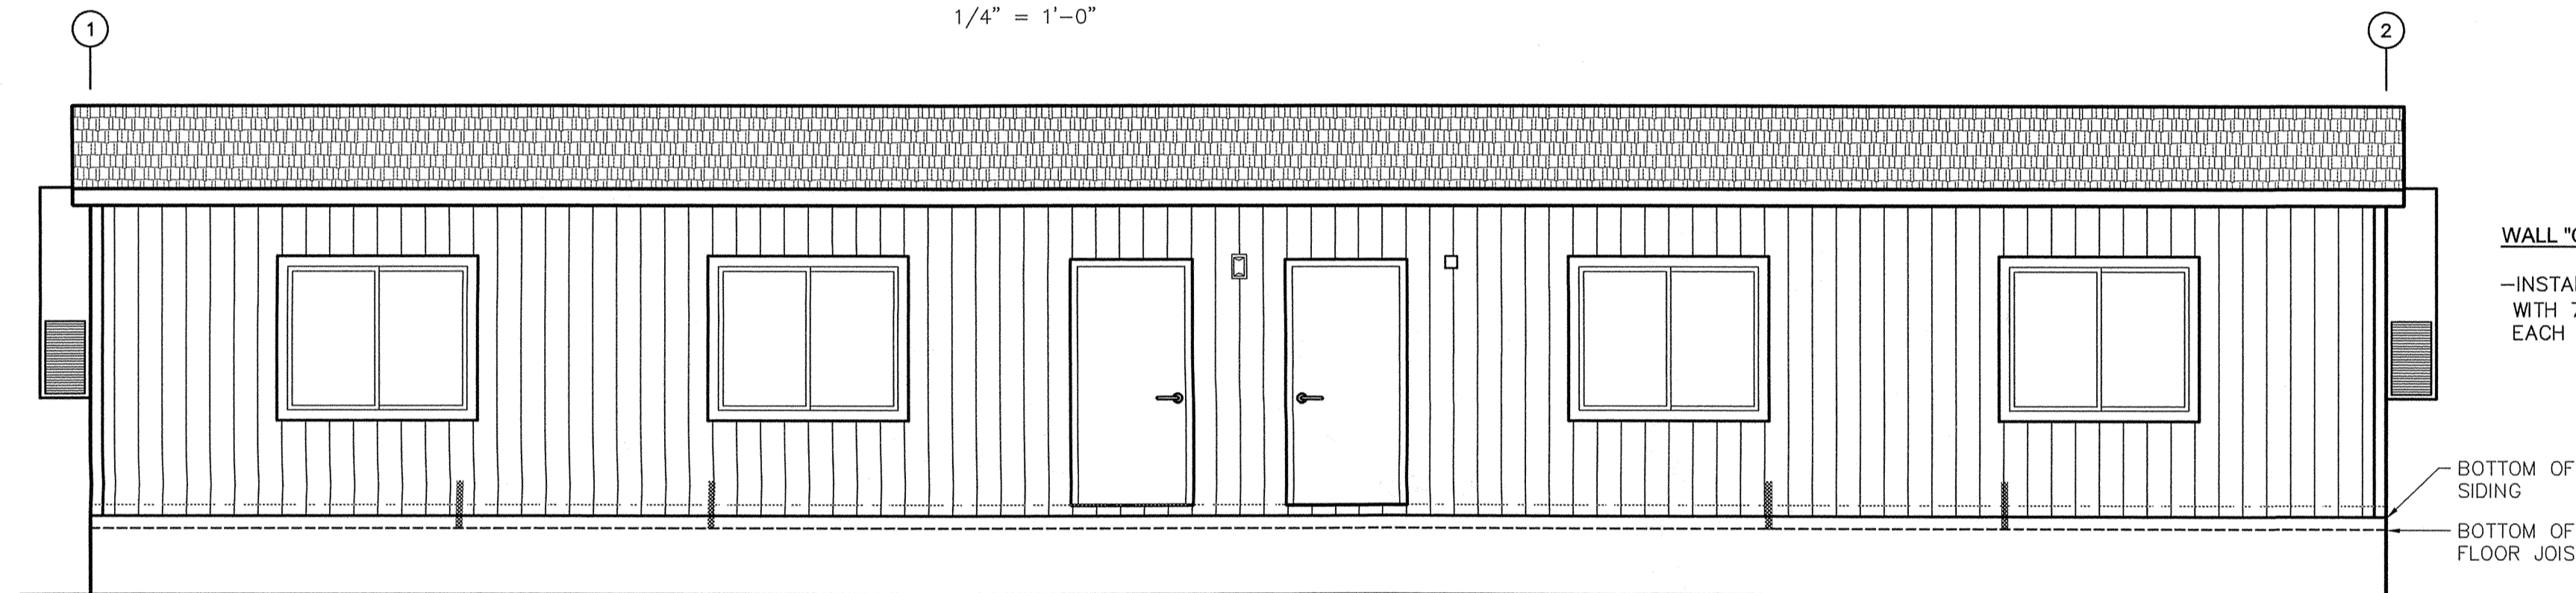 1/4" = 1'-0"
1
2
WALL "
-INSTA
WITH
EACH
BOTTOM OF
SIDING
BOTTOM OF
FLOOR JOIS